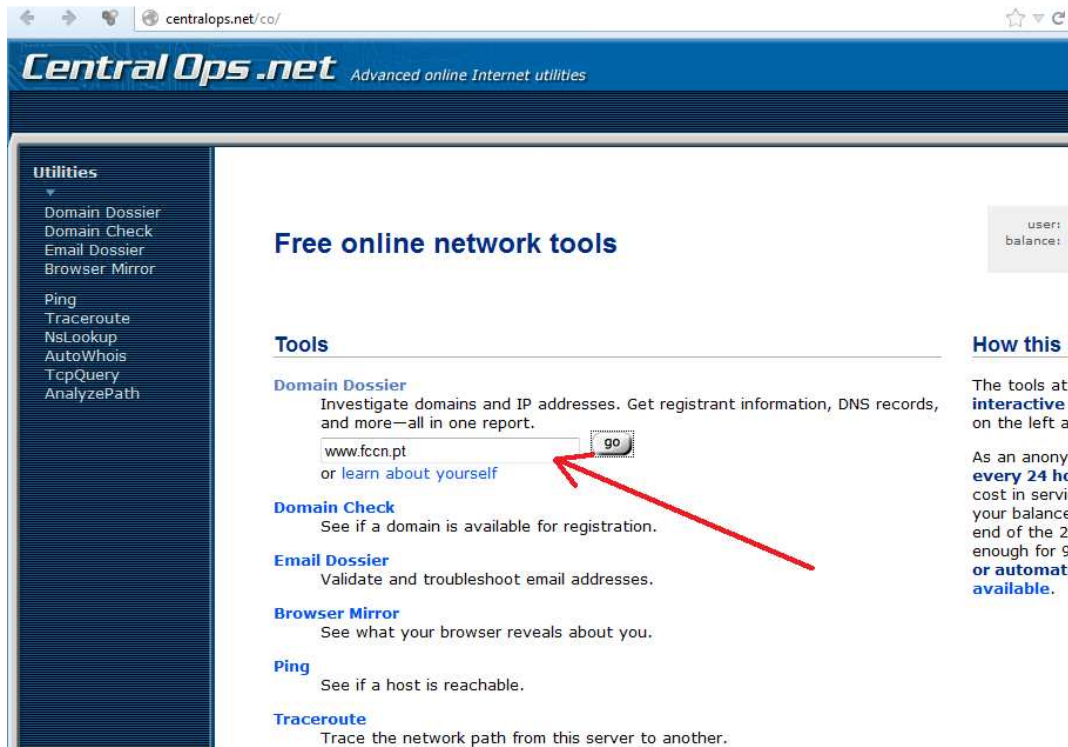 centralops.net/co/
Central Ops .net Advanced online Internet utilities
Utilities
Domain Dossier
Domain Check
Email Dossier
Browser Mirror
Ping
Traceroute
NsLookup
AutoWhois
TcpQuery
AnalyzePath
Free online network tools
user:
balance:
Tools
Domain Dossier
Investigate domains and IP addresses. Get registrant information, DNS records,
and more—all in one report.
www.fccn.pt go
or learn about yourself
Domain Check
See if a domain is available for registration.
Email Dossier
Validate and troubleshoot email addresses.
Browser Mirror
See what your browser reveals about you.
Ping
See if a host is reachable.
Traceroute
Trace the network path from this server to another.
How this
The tools at
interactive
on the left a
As an anony
every 24 ho
cost in servi
your balance
end of the 2
enough for 9
or automat
available.